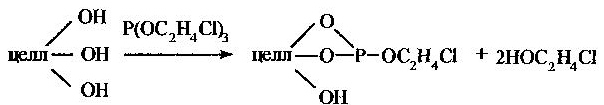 OH
P(OC₂H₄Cl)₃
целл OH
OH
O
целл O P OC₂H₄Cl + 2HOC₂H₄Cl
OH